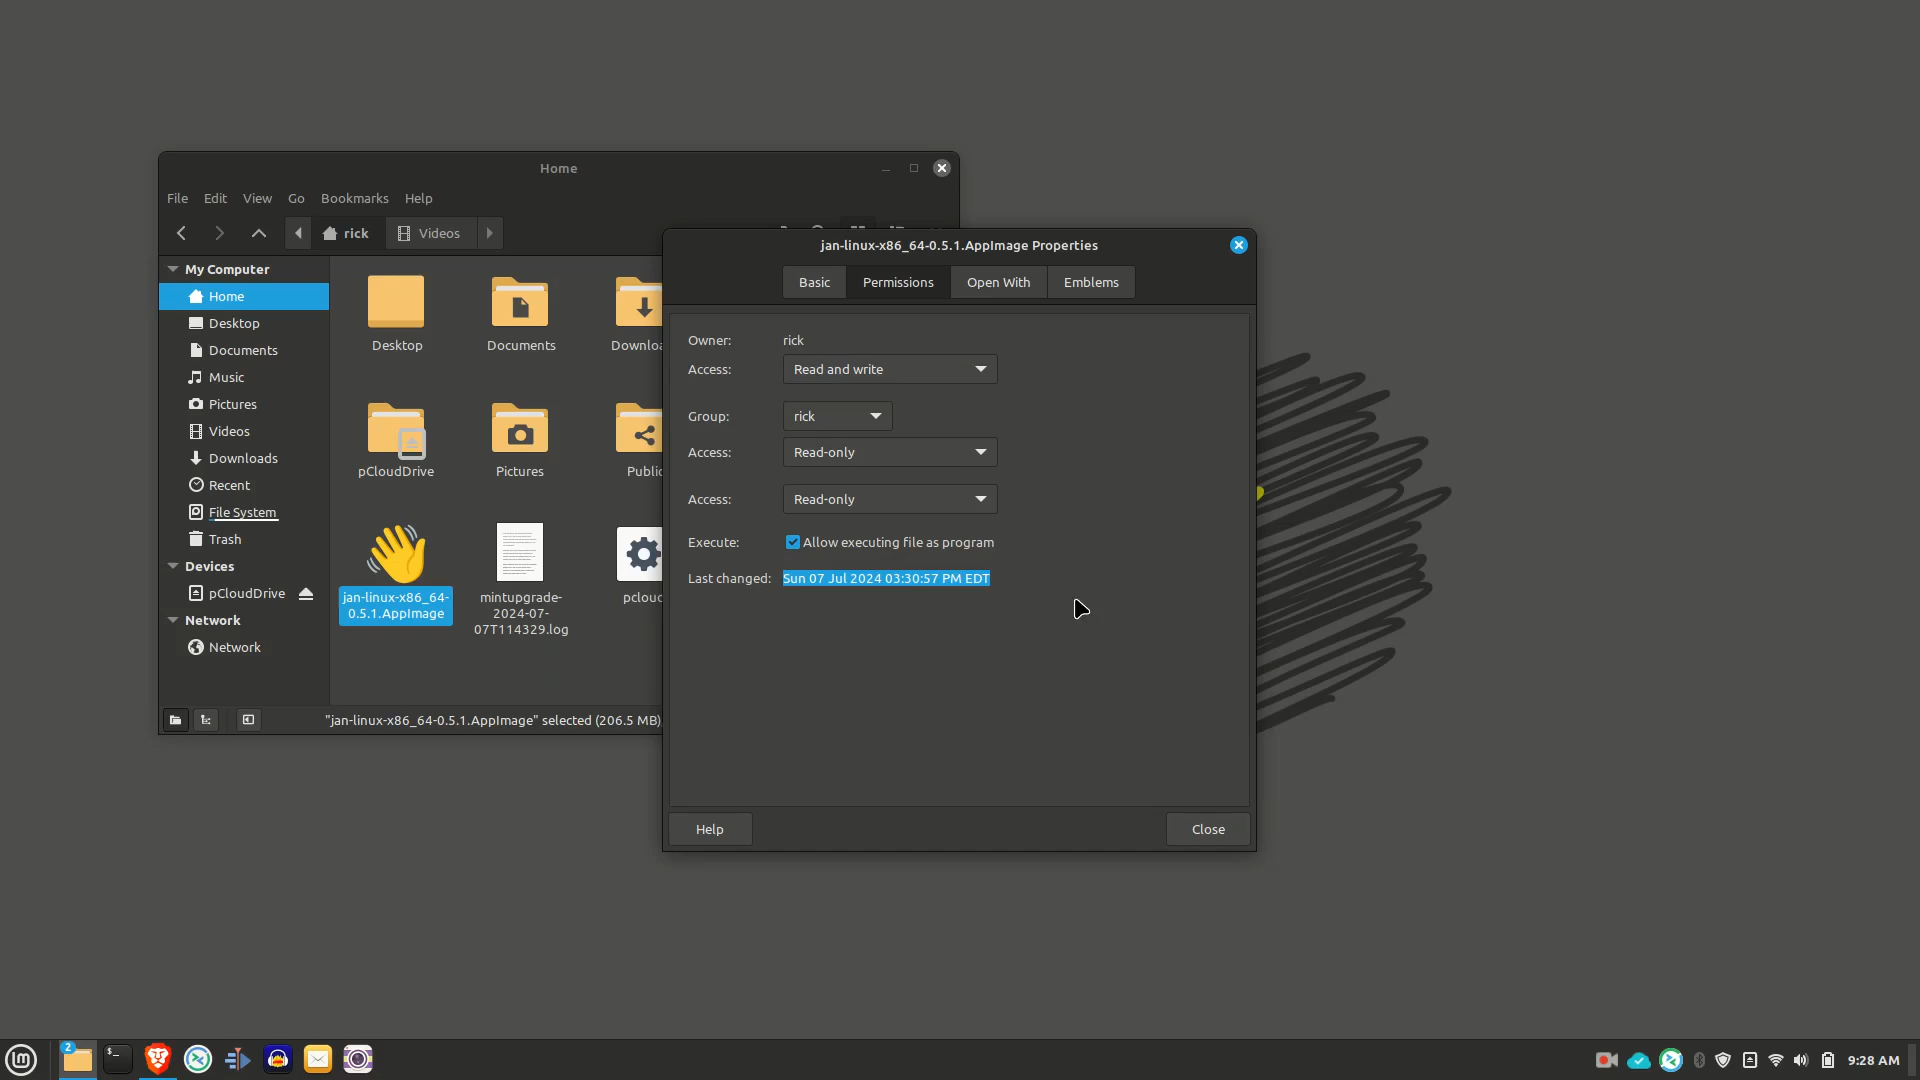 Home
File Edit View Go Bookmarks Help
rick Videos
My Computer
Home
Desktop
Documents
Music
Pictures
Videos
Downloads
Recent
File System
Trash
Devices
pCloudDrive
Network
Network
Desktop
Documents
pCloudDrive
Pictures
jan-linux-x86_64-
0.5.1.AppImage
mintupgrade-
2024-07-
07T114329.log
"jan-linux-x86_64-0.5.1.AppImage" selected (206.5 MB)
jan-linux-x86_64-0.5.1.AppImage Properties
Basic Permissions Open With Emblems
Owner: rick
Access: Read and write
Group: rick
Access: Read-only
Access: Read-only
Execute: Allow executing file as program
Last changed: Sun 07 Jul 2024 03:30:57 PM EDT
Help Close
2
$_
9:28 AM